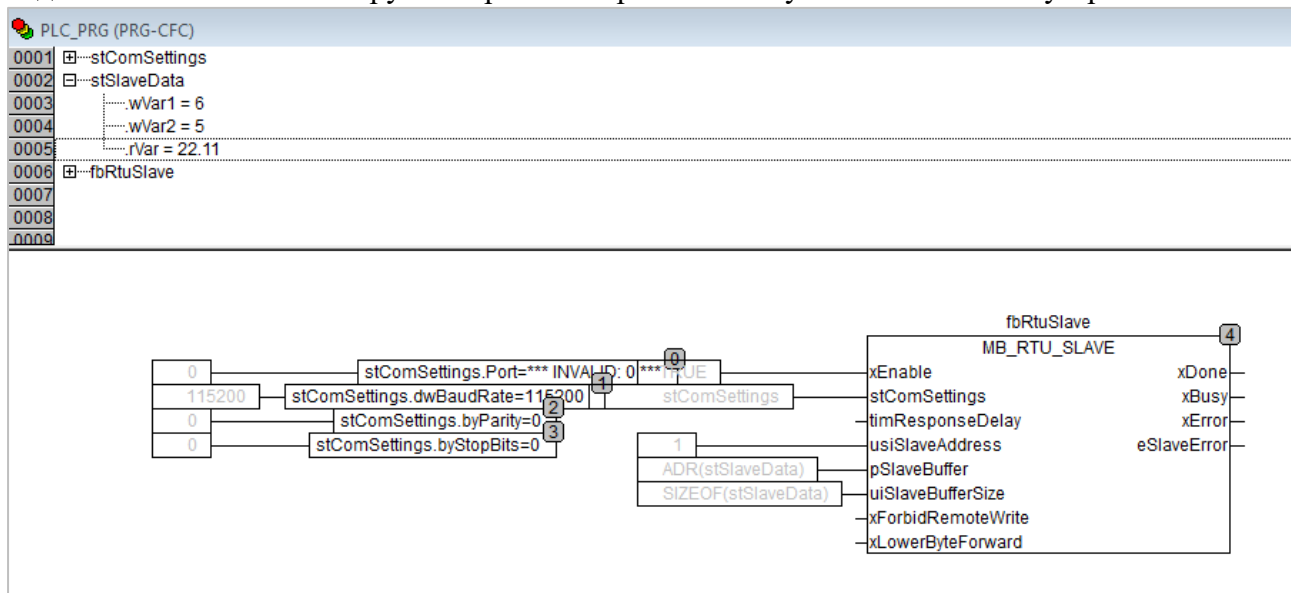 PLC_PRG (PRG-CFC)
0001 stComSettings
0002 stSlaveData
0003 .wVar1 = 6
0004 .wVar2 = 5
0005 .rVar = 22.11
0006 fbRtuSlave
0007
0008
0009
fbRtuSlave
4
MB_RTU_SLAVE
0 stComSettings.Port=*** INVALID: 0 *** 0 TRUE xEnable xDone
115200 stComSettings.dwBaudRate=115200 1 stComSettings stComSettings xBusy
0 stComSettings.byParity=0 2 timResponseDelay xError
0 stComSettings.byStopBits=0 3 1 usiSlaveAddress eSlaveError
ADR(stSlaveData) pSlaveBuffer
SIZEOF(stSlaveData) uiSlaveBufferSize
xForbidRemoteWrite
xLowerByteForward